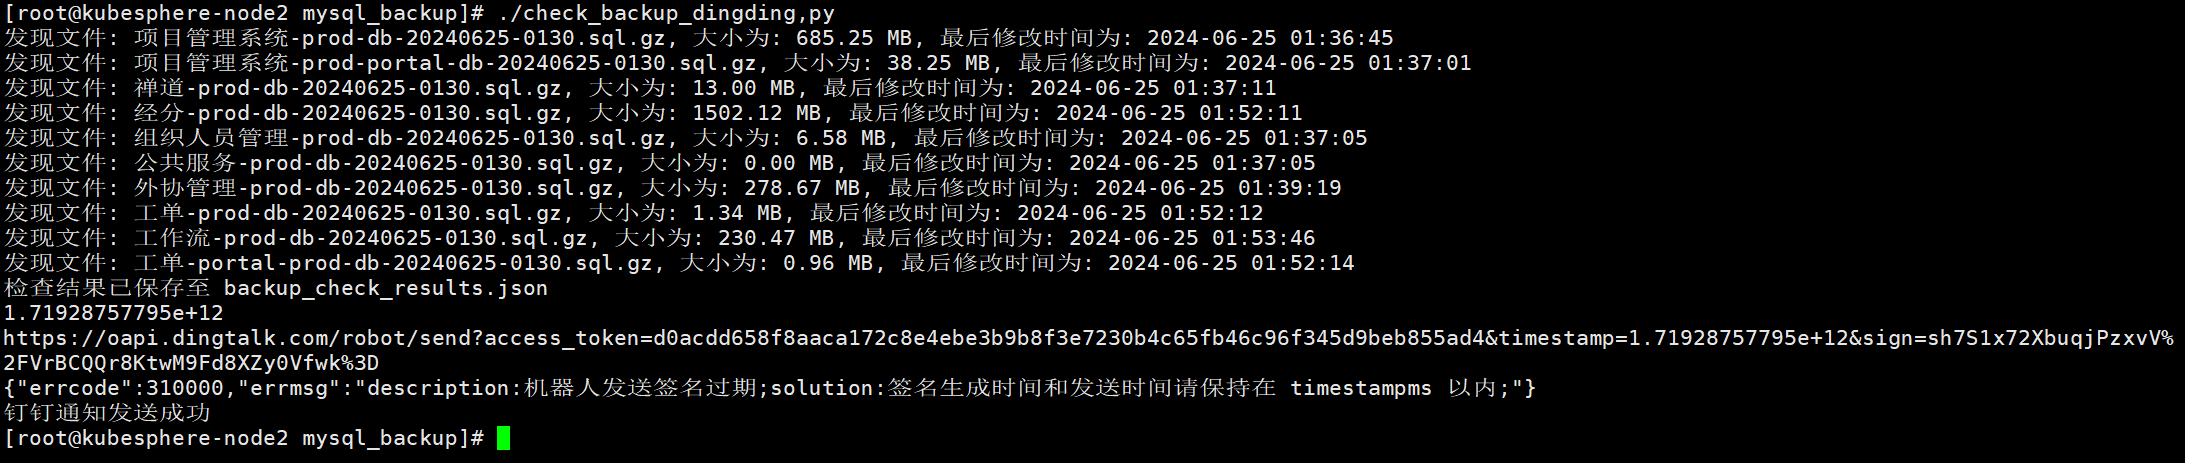 [root@kubesphere-node2 mysql_backup]# ./check_backup_dingding,py
发现文件: 项目管理系统-prod-db-20240625-0130.sql.gz, 大小为: 685.25 MB, 最后修改时间为: 2024-06-25 01:36:45
发现文件: 项目管理系统-prod-portal-db-20240625-0130.sql.gz, 大小为: 38.25 MB, 最后修改时间为: 2024-06-25 01:37:01
发现文件: 禅道-prod-db-20240625-0130.sql.gz, 大小为: 13.00 MB, 最后修改时间为: 2024-06-25 01:37:11
发现文件: 经分-prod-db-20240625-0130.sql.gz, 大小为: 1502.12 MB, 最后修改时间为: 2024-06-25 01:52:11
发现文件: 组织人员管理-prod-db-20240625-0130.sql.gz, 大小为: 6.58 MB, 最后修改时间为: 2024-06-25 01:37:05
发现文件: 公共服务-prod-db-20240625-0130.sql.gz, 大小为: 0.00 MB, 最后修改时间为: 2024-06-25 01:37:05
发现文件: 外协管理-prod-db-20240625-0130.sql.gz, 大小为: 278.67 MB, 最后修改时间为: 2024-06-25 01:39:19
发现文件: 工单-prod-db-20240625-0130.sql.gz, 大小为: 1.34 MB, 最后修改时间为: 2024-06-25 01:52:12
发现文件: 工作流-prod-db-20240625-0130.sql.gz, 大小为: 230.47 MB, 最后修改时间为: 2024-06-25 01:53:46
发现文件: 工单-portal-prod-db-20240625-0130.sql.gz, 大小为: 0.96 MB, 最后修改时间为: 2024-06-25 01:52:14
检查结果已保存至 backup_check_results.json
1.71928757795e+12
https://oapi.dingtalk.com/robot/send?access_token=d0acdd658f8aaca172c8e4ebe3b9b8f3e7230b4c65fb46c96f345d9beb855ad4&timestamp=1.71928757795e+12&sign=sh7S1x72XbuqjPzxvV%
2FVrBCQQr8KtwM9Fd8XZy0Vfwk%3D
{"errcode":310000,"errmsg":"description:机器人发送签名过期;solution:签名生成时间和发送时间请保持在 timestampms 以内;"}
钉钉通知发送成功
[root@kubesphere-node2 mysql_backup]#